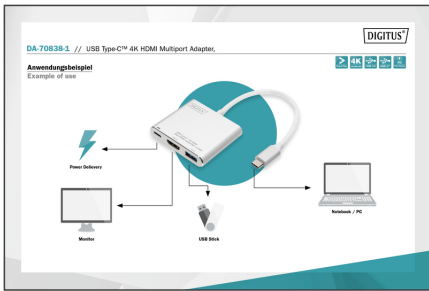 DIGITUS®
DA-70838-1 // USB Type-C™ 4K HDMI Multiport Adapter,
Anwendungsbeispiel
Example of use
4K
Power Delievery
Monitor
USB Stick
Notebook / PC